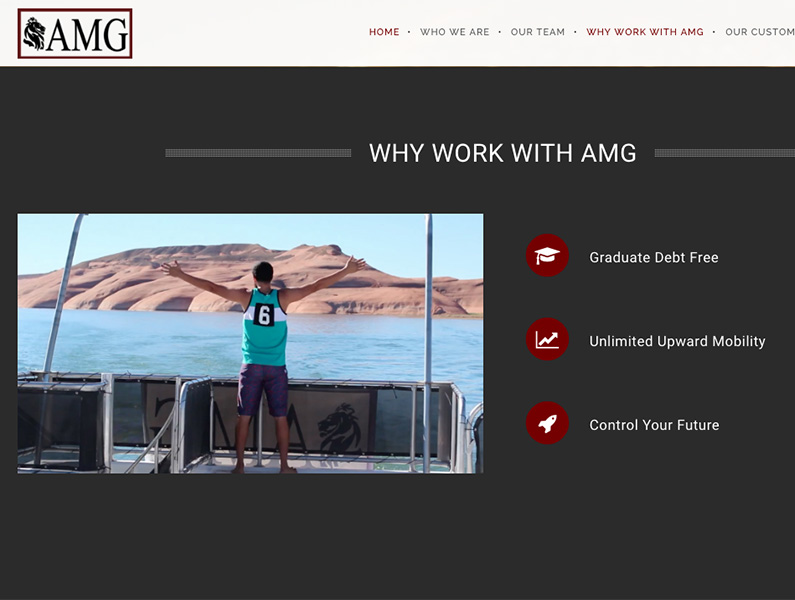 AMG
HOME • WHO WE ARE • OUR TEAM • WHY WORK WITH AMG • OUR CUSTOM
WHY WORK WITH AMG
6
Graduate Debt Free
Unlimited Upward Mobility
Control Your Future